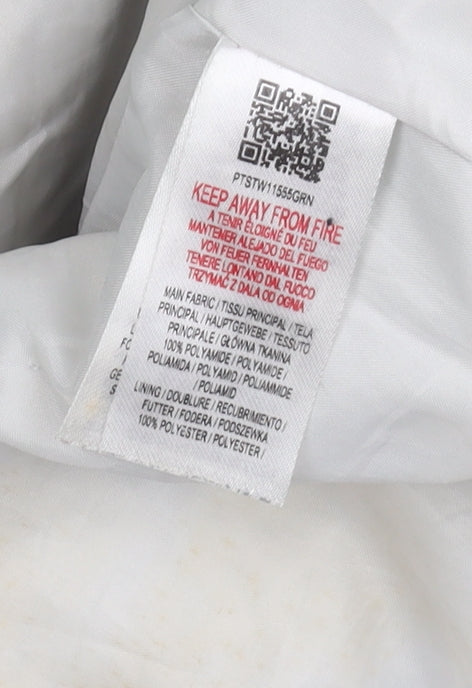 PTSTW11555GRN
KEEP AWAY FROM FIRE
A TENIR ÉLOIGNÉ DU FEU
MANTENER ALEJADO DEL FUEGO
VON FEUER FERNHALTEN
TENERE LONTANO DAL FUOCO
TRZYMAĆ Z DALA OD OGNIA
MAIN FABRIC / TISSU PRINCIPAL / TELA
PRINCIPAL / HAUPTGEWEBE / TESSUTO
PRINCIPALE / GŁÓWNA TKANINA
100% POLYAMIDE / POLYAMIDE /
POLIAMIDA / POLYAMID / POLIAMMIDE
/ POLIAMID
LINING / DOUBLURE / RECUBRIMIENTO /
FUTTER / FODERA / PODSZEWKA
100% POLYESTER / POLYESTER /